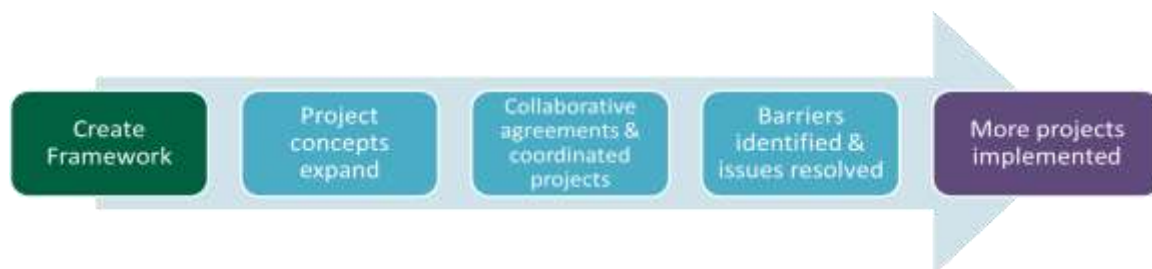 Create
Framework
Project
concepts
expand
Collaborative
agreements &
coordinated
projects
Barriers
identified &
issues resolved
More projects
implemented